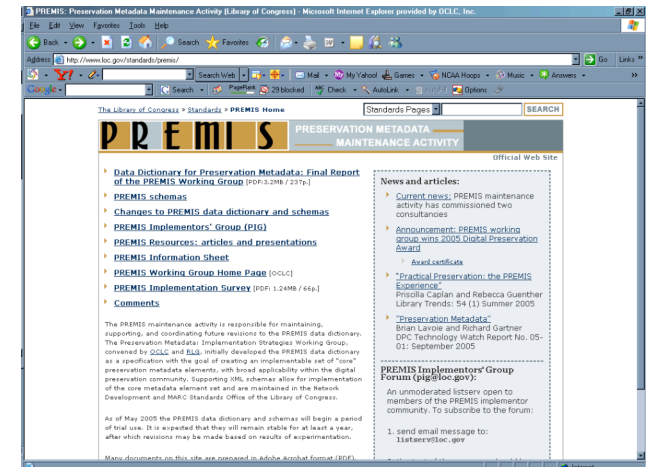 PREMIS: Preservation Metadata Maintenance Activity (Library of Congress) - Microsoft Internet Explorer provided by OCLC, Inc.
File Edit View Favorites Tools Help
Back Search Favorites
Address http://www.loc.gov/standards/premis/ Go Links
Y! Search Web Mail My Yahoo! Games NCAA Hoops Music Answers
Google Search PageRank 29 blocked Check AutoLink Options
The Library of Congress > Standards > PREMIS Home
Standards Pages SEARCH
PREMIS
PRESERVATION METADATA
MAINTENANCE ACTIVITY
Official Web Site
Data Dictionary for Preservation Metadata: Final Report
of the PREMIS Working Group [PDF:3.2MB / 237p.]
PREMIS schemas
Changes to PREMIS data dictionary and schemas
PREMIS Implementors' Group (PIG)
PREMIS Resources: articles and presentations
PREMIS Information Sheet
PREMIS Working Group Home Page [OCLC]
PREMIS Implementation Survey [PDF: 1.24MB / 66p.]
Comments
The PREMIS maintenance activity is responsible for maintaining,
supporting, and coordinating future revisions to the PREMIS data dictionary.
The Preservation Metadata: Implementation Strategies Working Group,
convened by OCLC and RLG, initially developed the PREMIS data dictionary
as a specification with the goal of creating an implementable set of "core"
preservation metadata elements, with broad applicability within the digital
preservation community. Supporting XML schemas allow for implementation
of the core metadata element set and are maintained in the Network
Development and MARC Standards Office of the Library of Congress.
As of May 2005 the PREMIS data dictionary and schemas will begin a period
of trial use. It is expected that they will remain stable for at least a year,
after which revisions may be made based on results of experimentation.
Many documents on this site are prepared in Adobe Acrobat format (PDF).
News and articles:
Current news: PREMIS maintenance
activity has commissioned two
consultancies
Announcement: PREMIS working
group wins 2005 Digital Preservation
Award
Award certificate
"Practical Preservation: the PREMIS
Experience"
Priscilla Caplan and Rebecca Guenther
Library Trends: 54 (1) Summer 2005
"Preservation Metadata"
Brian Lavoie and Richard Gartner
DPC Technology Watch Report No. 05-
01: September 2005
PREMIS Implementors' Group
Forum (pig@loc.gov):
An unmoderated listserv open to
members of the PREMIS implementor
community. To subscribe to the forum:
1. send email message to:
listserv@loc.gov